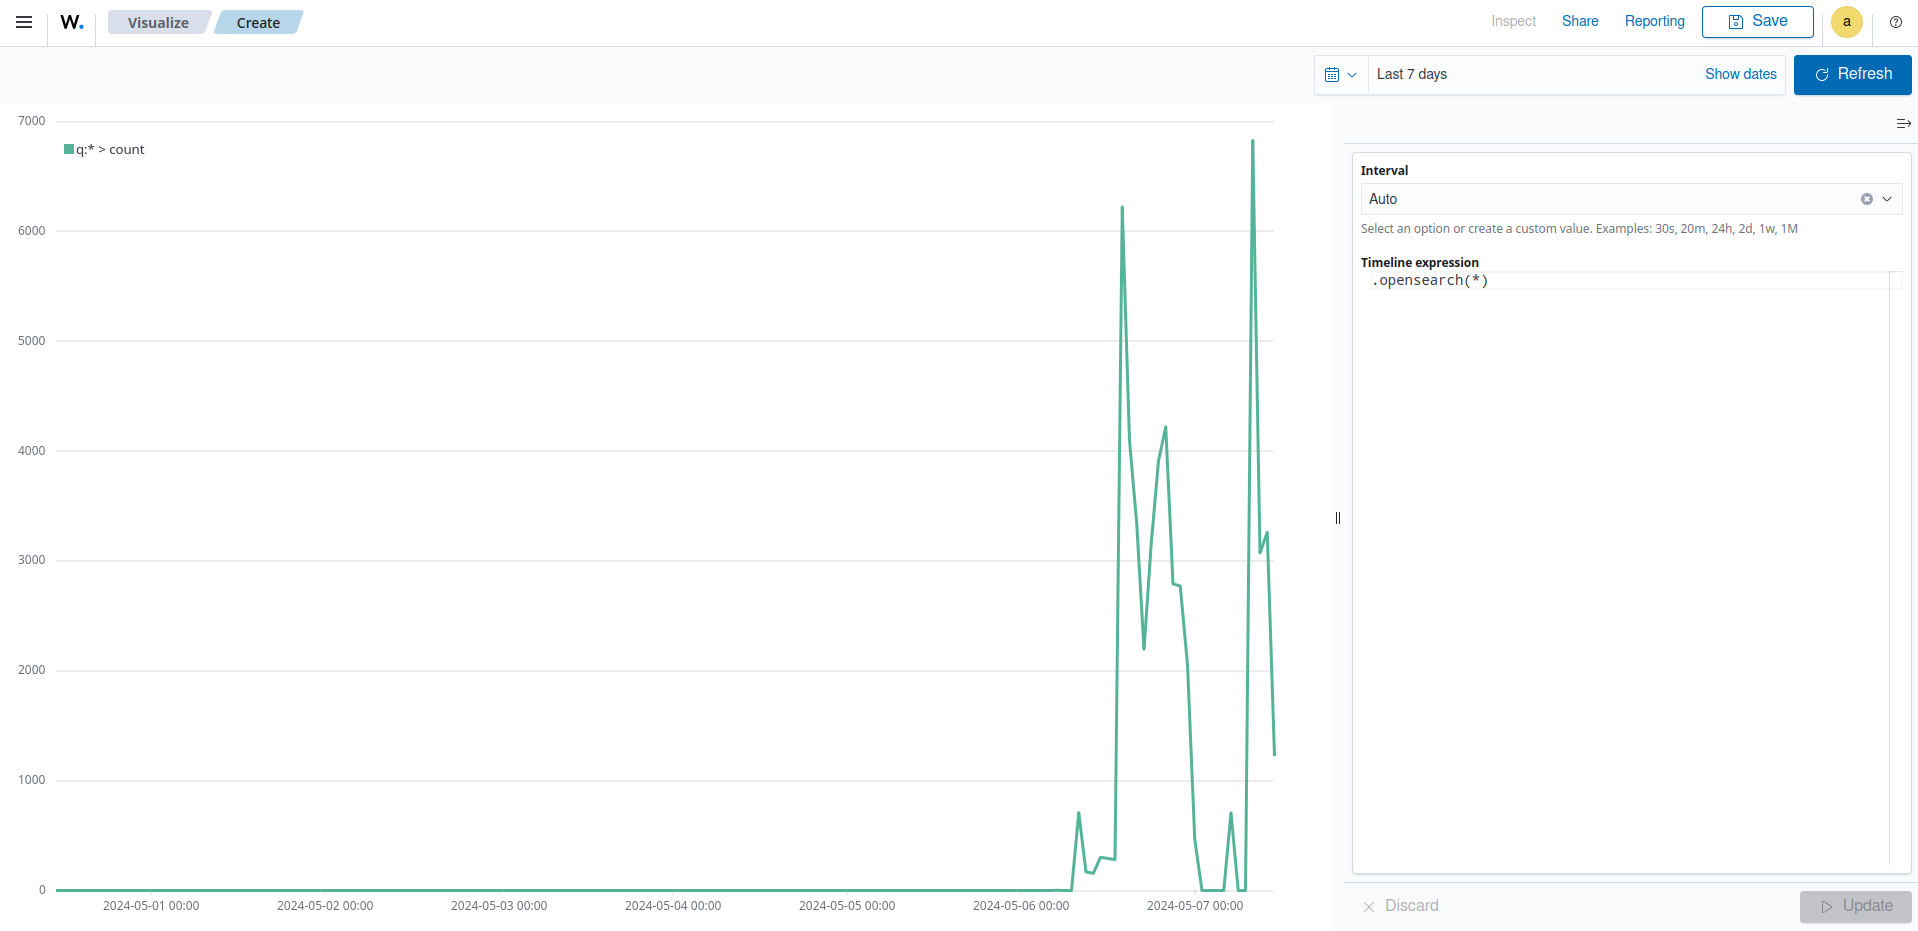 W. Visualize Create Inspect Share Reporting Save a
Last 7 days Show dates Refresh
7000
q:* > count
6000
5000
4000
3000
2000
1000
0
2024-05-01 00:00 2024-05-02 00:00 2024-05-03 00:00 2024-05-04 00:00 2024-05-05 00:00 2024-05-06 00:00 2024-05-07 00:00
Interval
Auto
Select an option or create a custom value. Examples: 30s, 20m, 24h, 2d, 1w, 1M
Timeline expression
.opensearch(*)
Discard Update